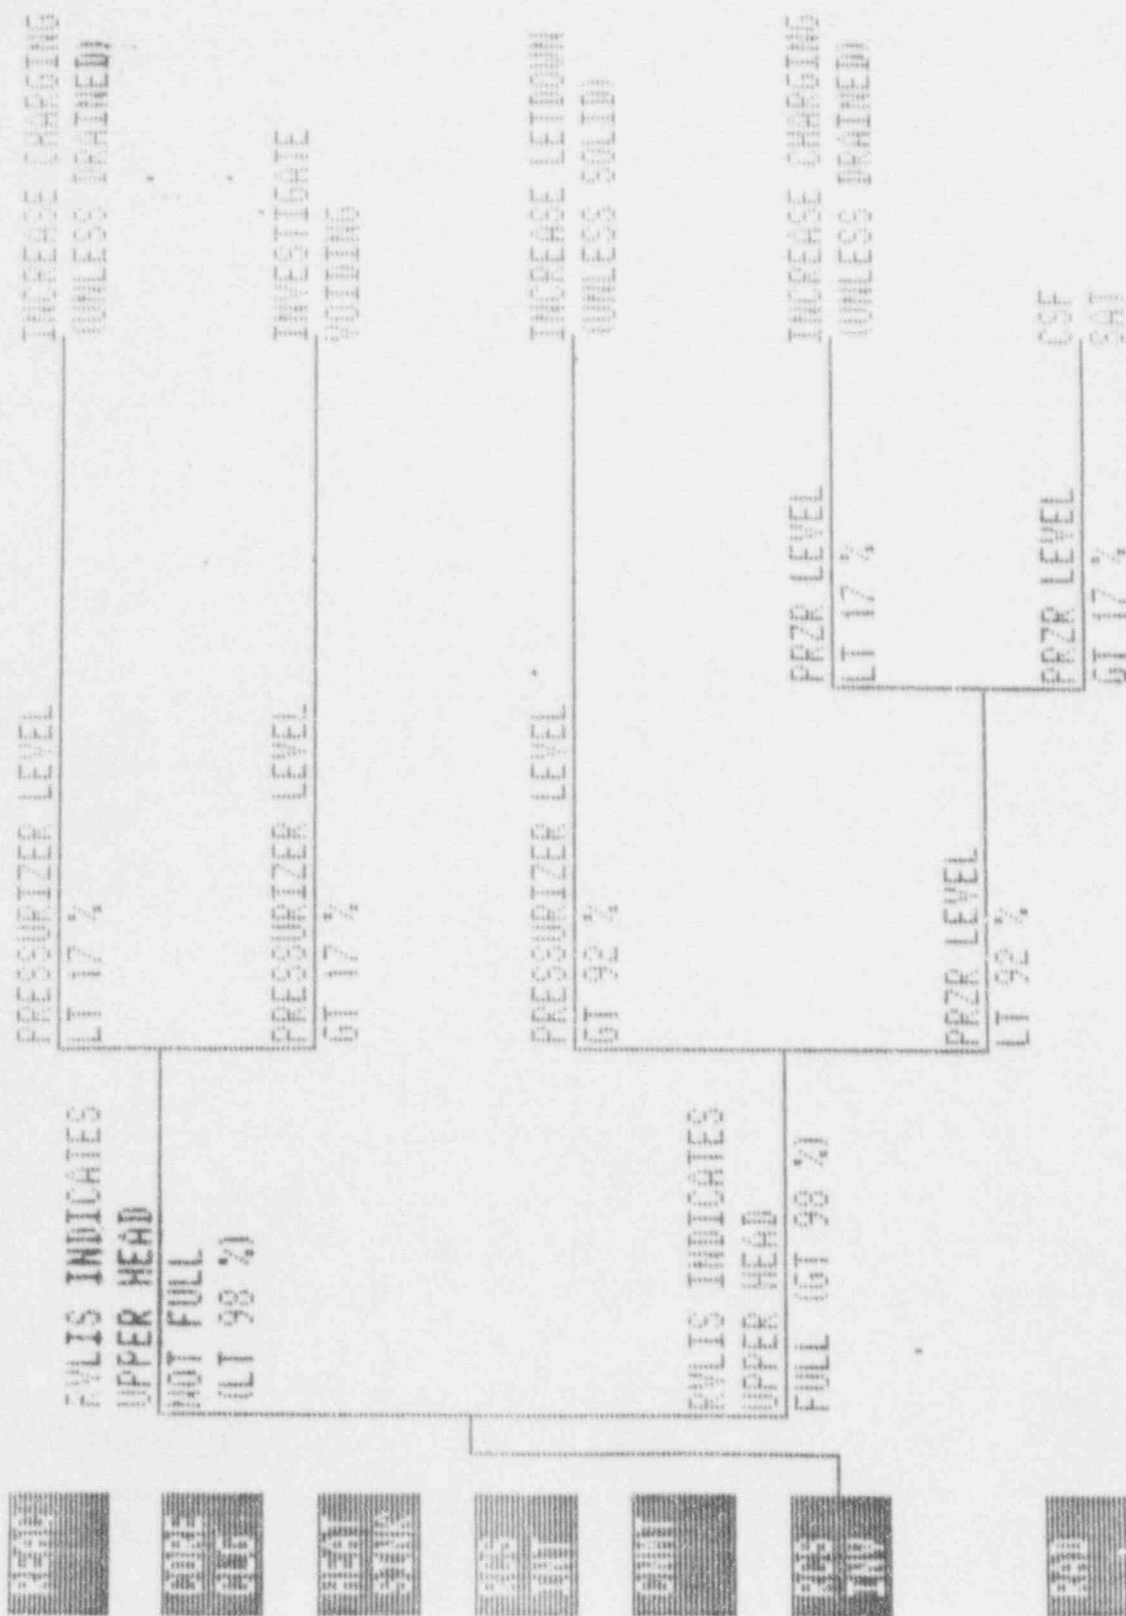 REACT
CORE
CLG
HEAT
SINK
RCS
INT
CNMT
RCS
INV
RAD
RVLIS INDICATES
UPPER HEAD
NOT FULL
(LT 98 %)
PRESSURIZER LEVEL
LT 17 %
INCREASE CHARGING
(UNLESS DRAINED)
PRESSURIZER LEVEL
GT 17 %
INVESTIGATE
VOIDING
RVLIS INDICATES
UPPER HEAD
FULL (GT 98 %)
PRESSURIZER LEVEL
GT 92 %
INCREASE LETDOWN
(UNLESS SOLID)
PRZR LEVEL
LT 92 %
PRZR LEVEL
LT 17 %
INCREASE CHARGING
(UNLESS DRAINED)
PRZR LEVEL
GT 17 %
CSF
SAT